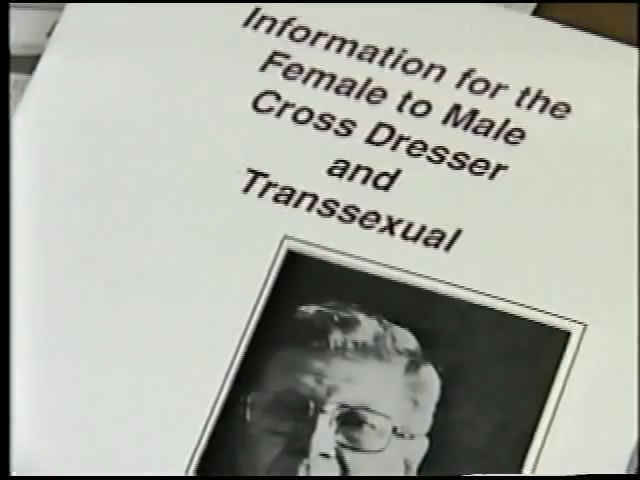 Information for the
Female to Male
Cross Dresser
and
Transsexual